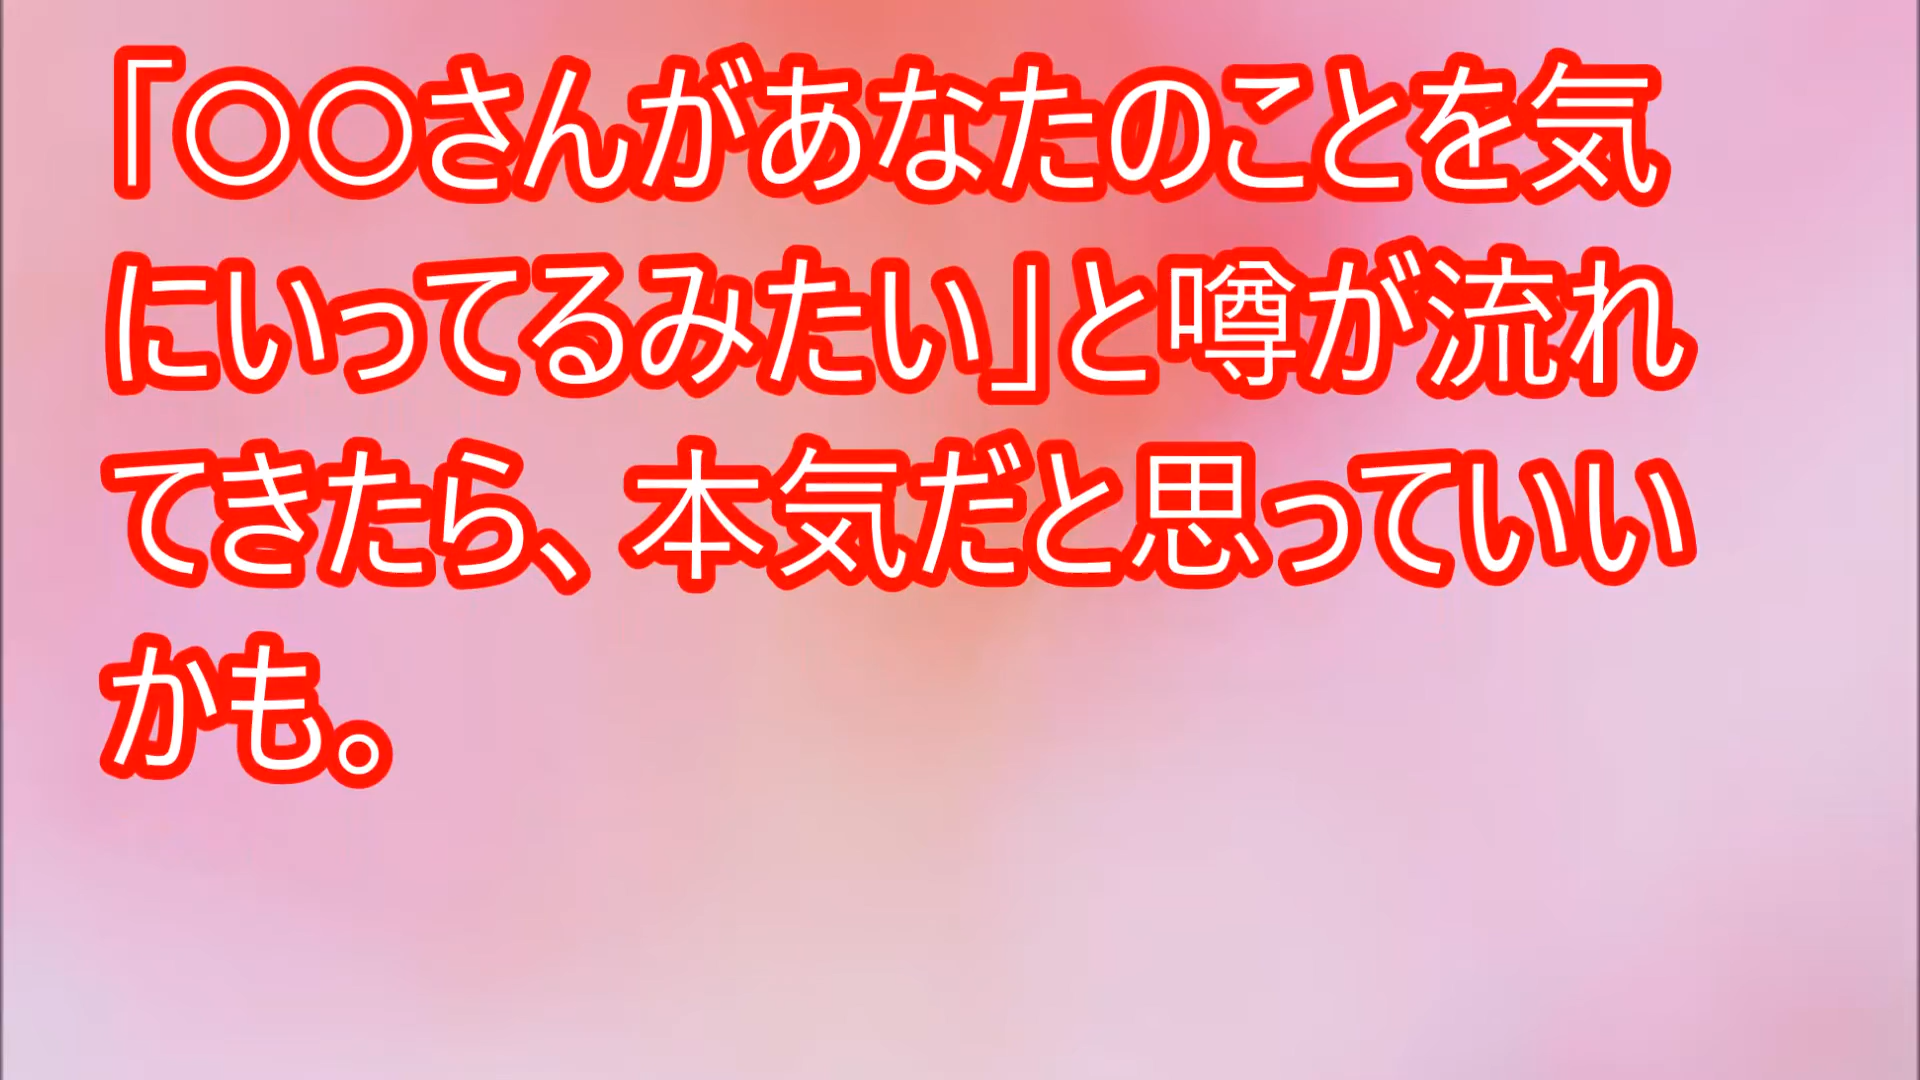 「○○さんがあなたのことを気
にいってるみたい」と噂が流れ
てきたら、本気だと思っていい
かも。